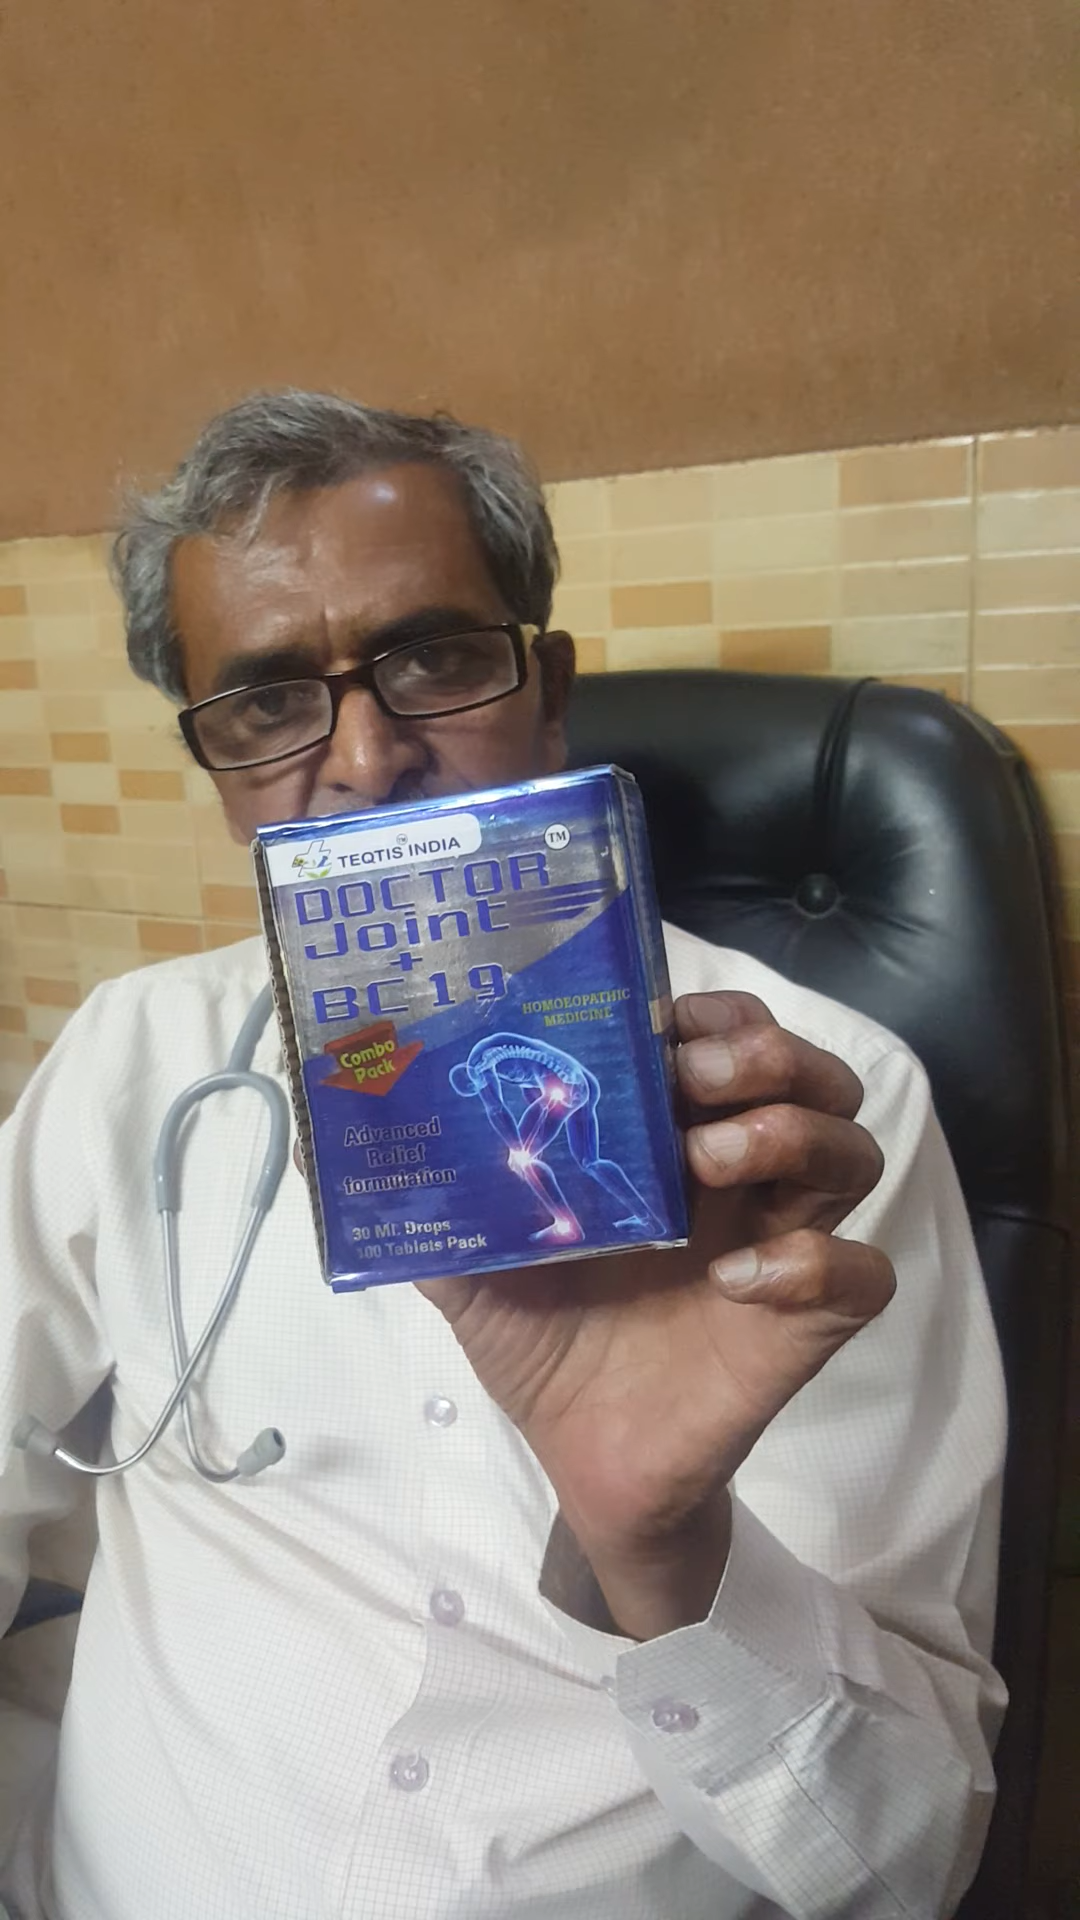 TEQTIS™ INDIA
™
DOCTOR
Joint
+
BC 19
HOMOEOPATHIC
MEDICINE
Combo
Pack
Advanced
Relief
formulation
30 Ml. Drops
100 Tablets Pack